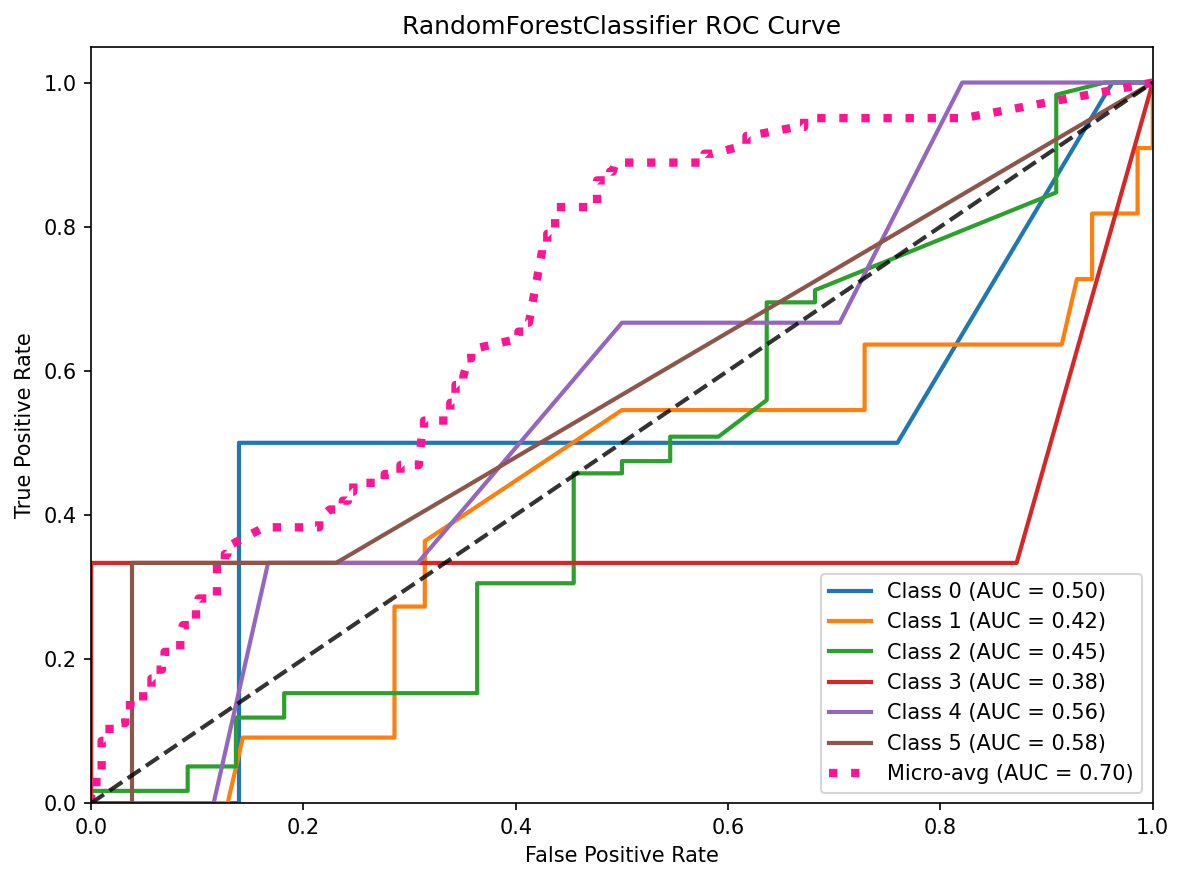 RandomForestClassifier ROC Curve
True Positive Rate
1.0
0.8
0.6
0.4
0.2
0.0
0.0 0.2 0.4 0.6 0.8 1.0
False Positive Rate
Class 0 (AUC = 0.50)
Class 1 (AUC = 0.42)
Class 2 (AUC = 0.45)
Class 3 (AUC = 0.38)
Class 4 (AUC = 0.56)
Class 5 (AUC = 0.58)
Micro-avg (AUC = 0.70)